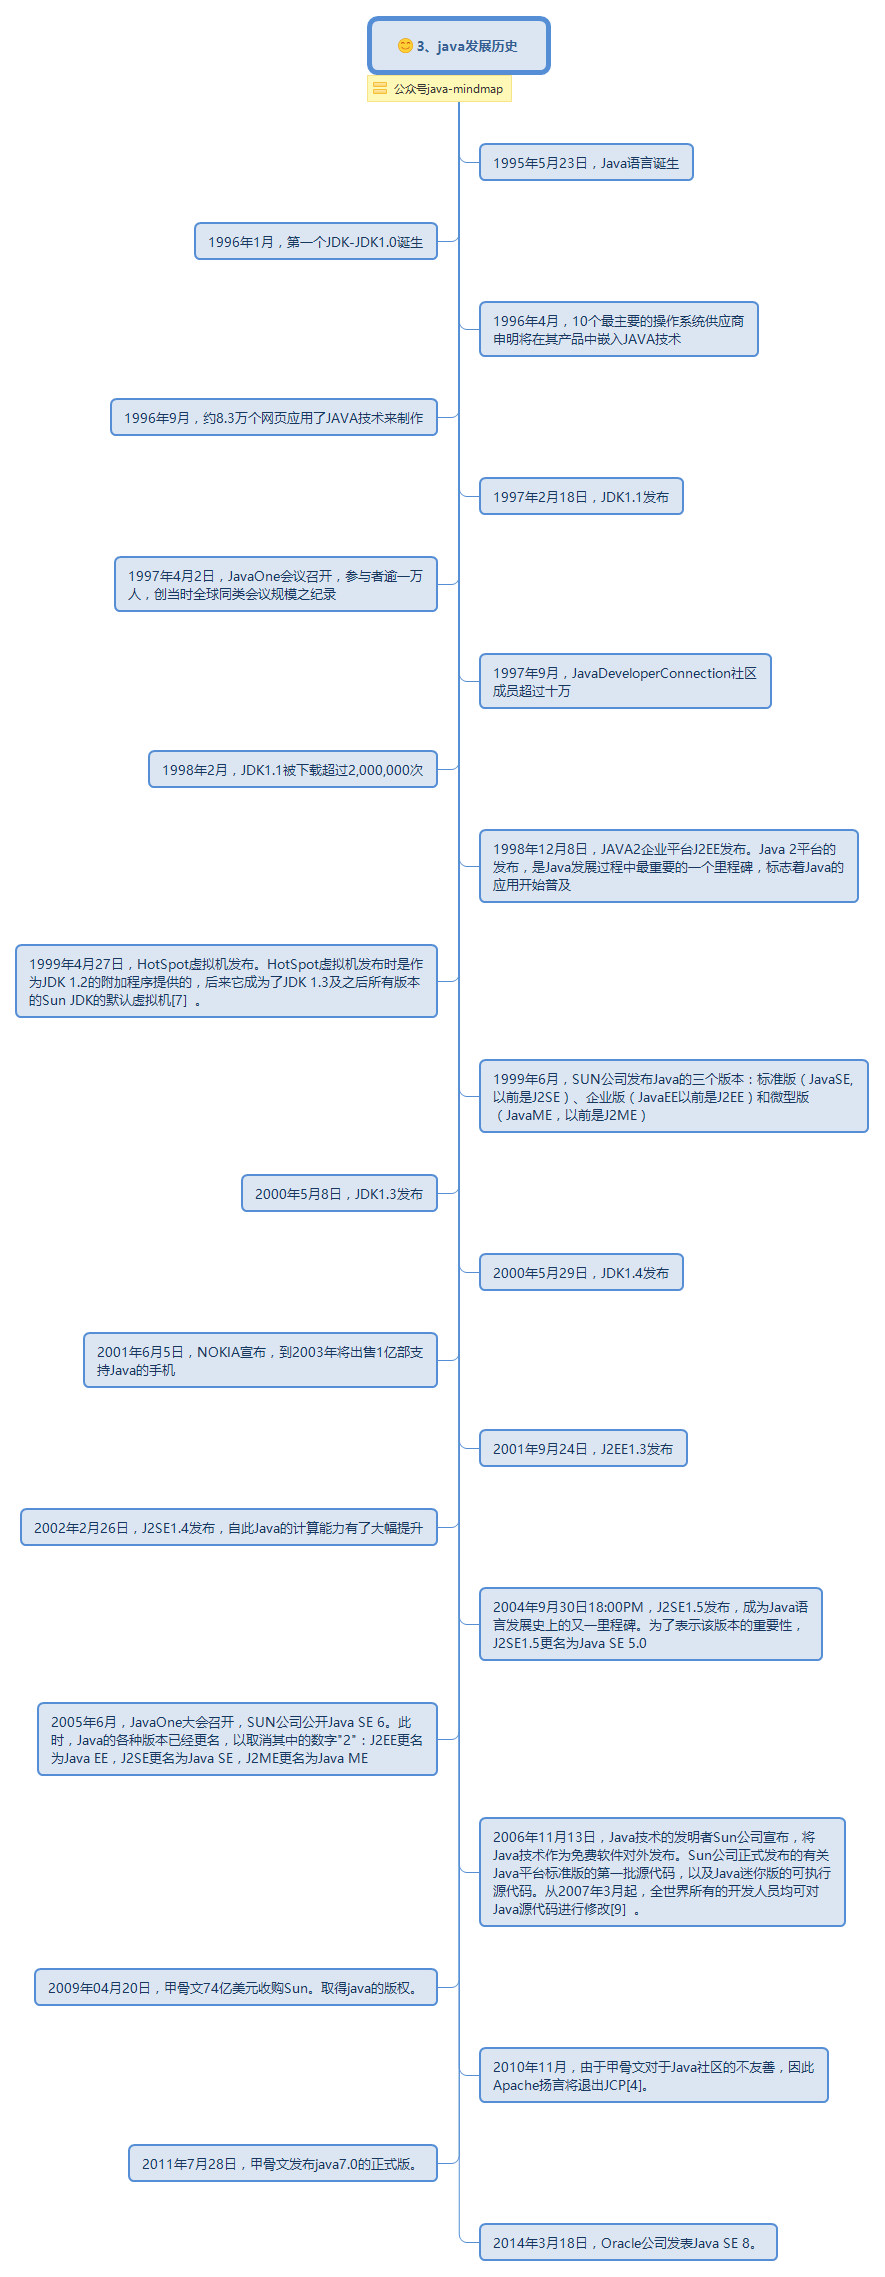 😊 3、java发展历史
公众号java-mindmap
1995年5月23日，Java语言诞生
1996年1月，第一个JDK-JDK1.0诞生
1996年4月，10个最主要的操作系统供应商
申明将在其产品中嵌入JAVA技术
1996年9月，约8.3万个网页应用了JAVA技术来制作
1997年2月18日，JDK1.1发布
1997年4月2日，JavaOne会议召开，参与者逾一万
人，创当时全球同类会议规模之纪录
1997年9月，JavaDeveloperConnection社区
成员超过十万
1998年2月，JDK1.1被下载超过2,000,000次
1998年12月8日，JAVA2企业平台J2EE发布。Java 2平台的
发布，是Java发展过程中最重要的一个里程碑，标志着Java的
应用开始普及
1999年4月27日，HotSpot虚拟机发布。HotSpot虚拟机发布时是作
为JDK 1.2的附加程序提供的，后来它成为了JDK 1.3及之后所有版本
的Sun JDK的默认虚拟机[7] 。
1999年6月，SUN公司发布Java的三个版本：标准版（JavaSE,
以前是J2SE）、企业版（JavaEE以前是J2EE）和微型版
（JavaME，以前是J2ME）
2000年5月8日，JDK1.3发布
2000年5月29日，JDK1.4发布
2001年6月5日，NOKIA宣布，到2003年将出售1亿部支
持Java的手机
2001年9月24日，J2EE1.3发布
2002年2月26日，J2SE1.4发布，自此Java的计算能力有了大幅提升
2004年9月30日18:00PM，J2SE1.5发布，成为Java语
言发展史上的又一里程碑。为了表示该版本的重要性，
J2SE1.5更名为Java SE 5.0
2005年6月，JavaOne大会召开，SUN公司公开Java SE 6。此
时，Java的各种版本已经更名，以取消其中的数字"2"：J2EE更名
为Java EE，J2SE更名为Java SE，J2ME更名为Java ME
2006年11月13日，Java技术的发明者Sun公司宣布，将
Java技术作为免费软件对外发布。Sun公司正式发布的有关
Java平台标准版的第一批源代码，以及Java迷你版的可执行
源代码。从2007年3月起，全世界所有的开发人员均可对
Java源代码进行修改[9] 。
2009年04月20日，甲骨文74亿美元收购Sun。取得java的版权。
2010年11月，由于甲骨文对于Java社区的不友善，因此
Apache扬言将退出JCP[4]。
2011年7月28日，甲骨文发布java7.0的正式版。
2014年3月18日，Oracle公司发表Java SE 8。